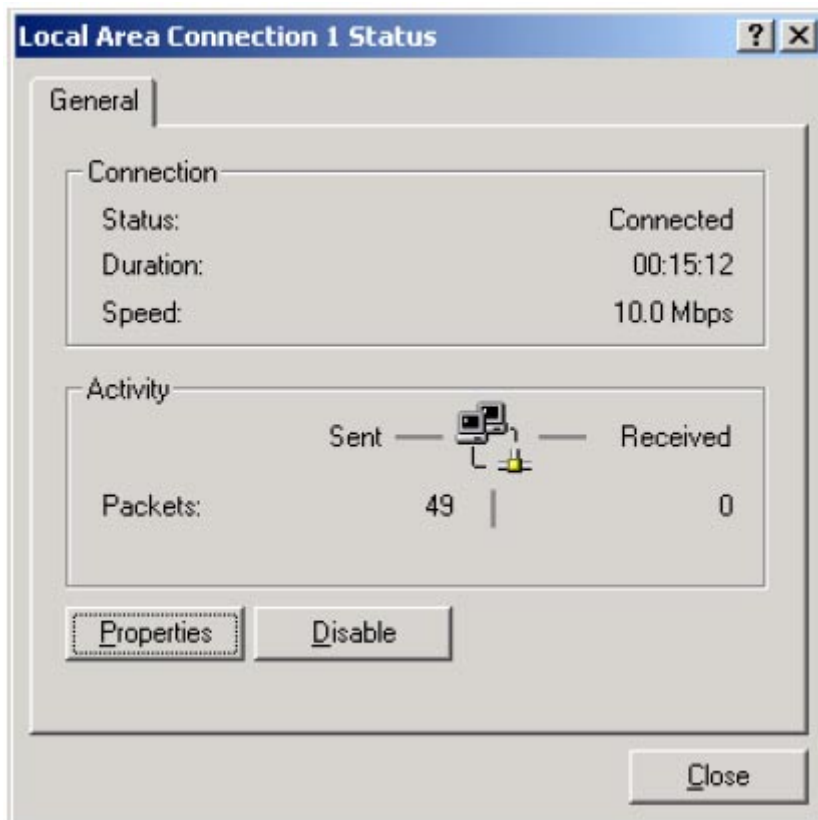 Local Area Connection 1 Status ? X
General
Connection
Status: Connected
Duration: 00:15:12
Speed: 10.0 Mbps
Activity
Sent Received
Packets: 49 0
Properties Disable
Close